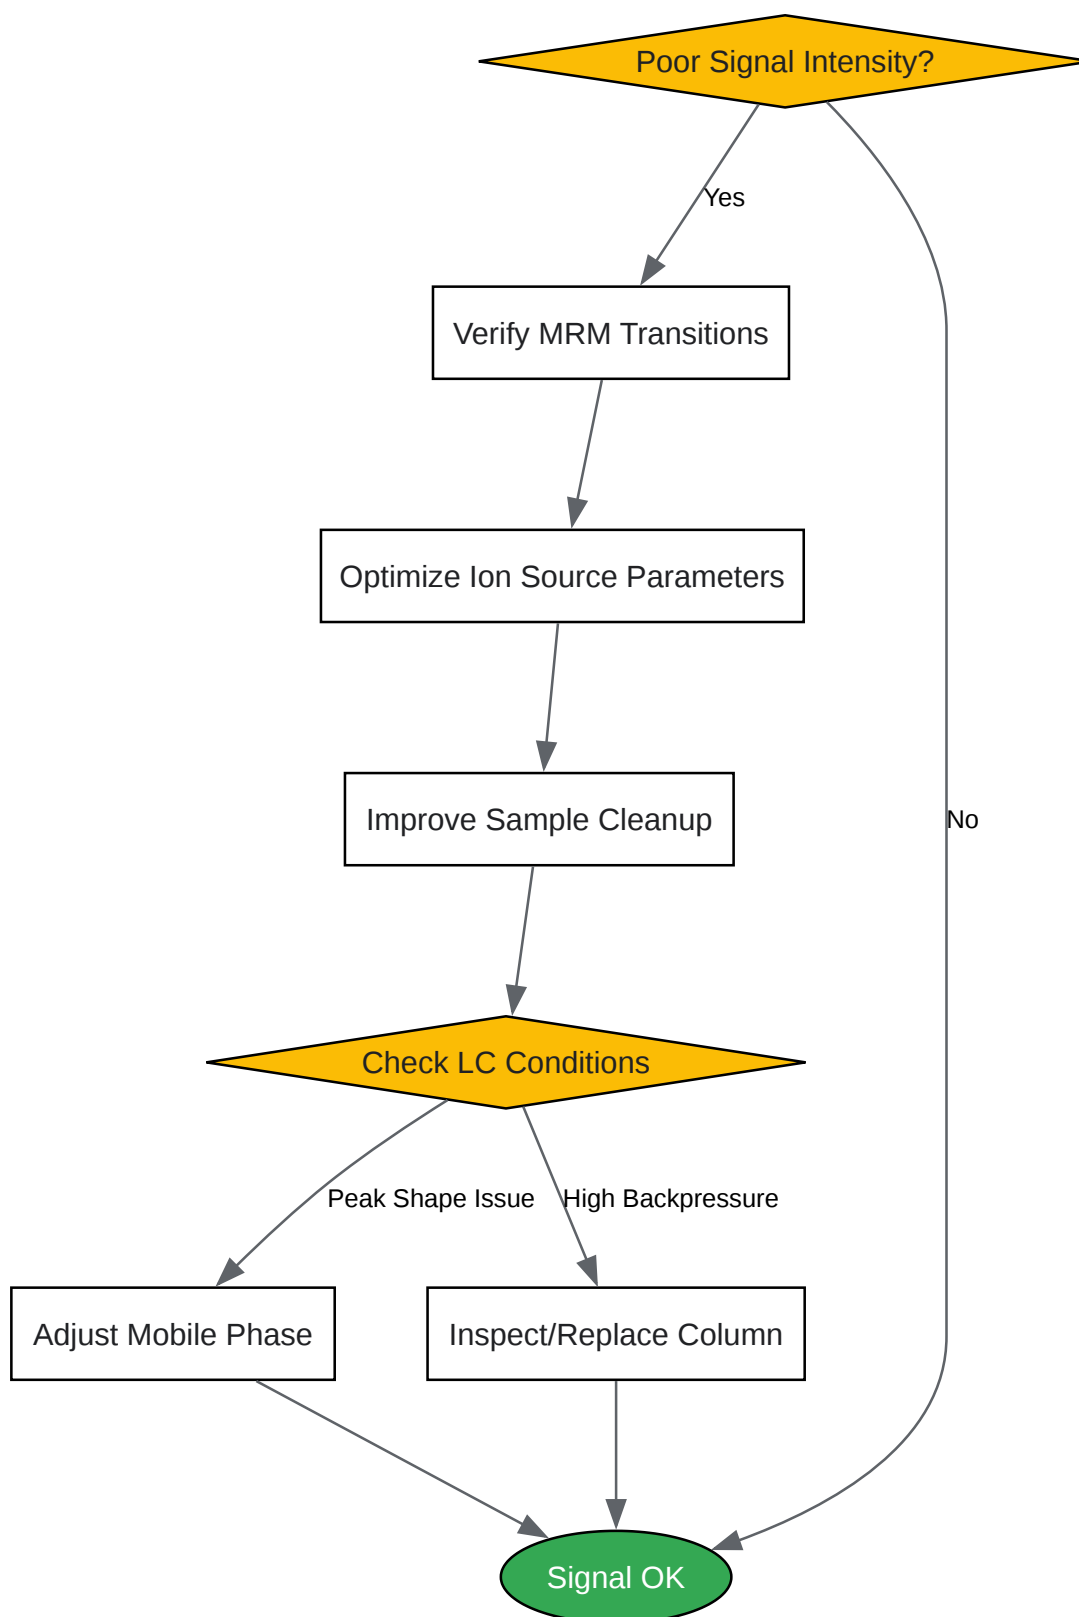 Poor Signal Intensity?
Yes
Verify MRM Transitions
Optimize Ion Source Parameters
Improve Sample Cleanup
No
Check LC Conditions
Peak Shape Issue
High Backpressure
Adjust Mobile Phase
Inspect/Replace Column
Signal OK